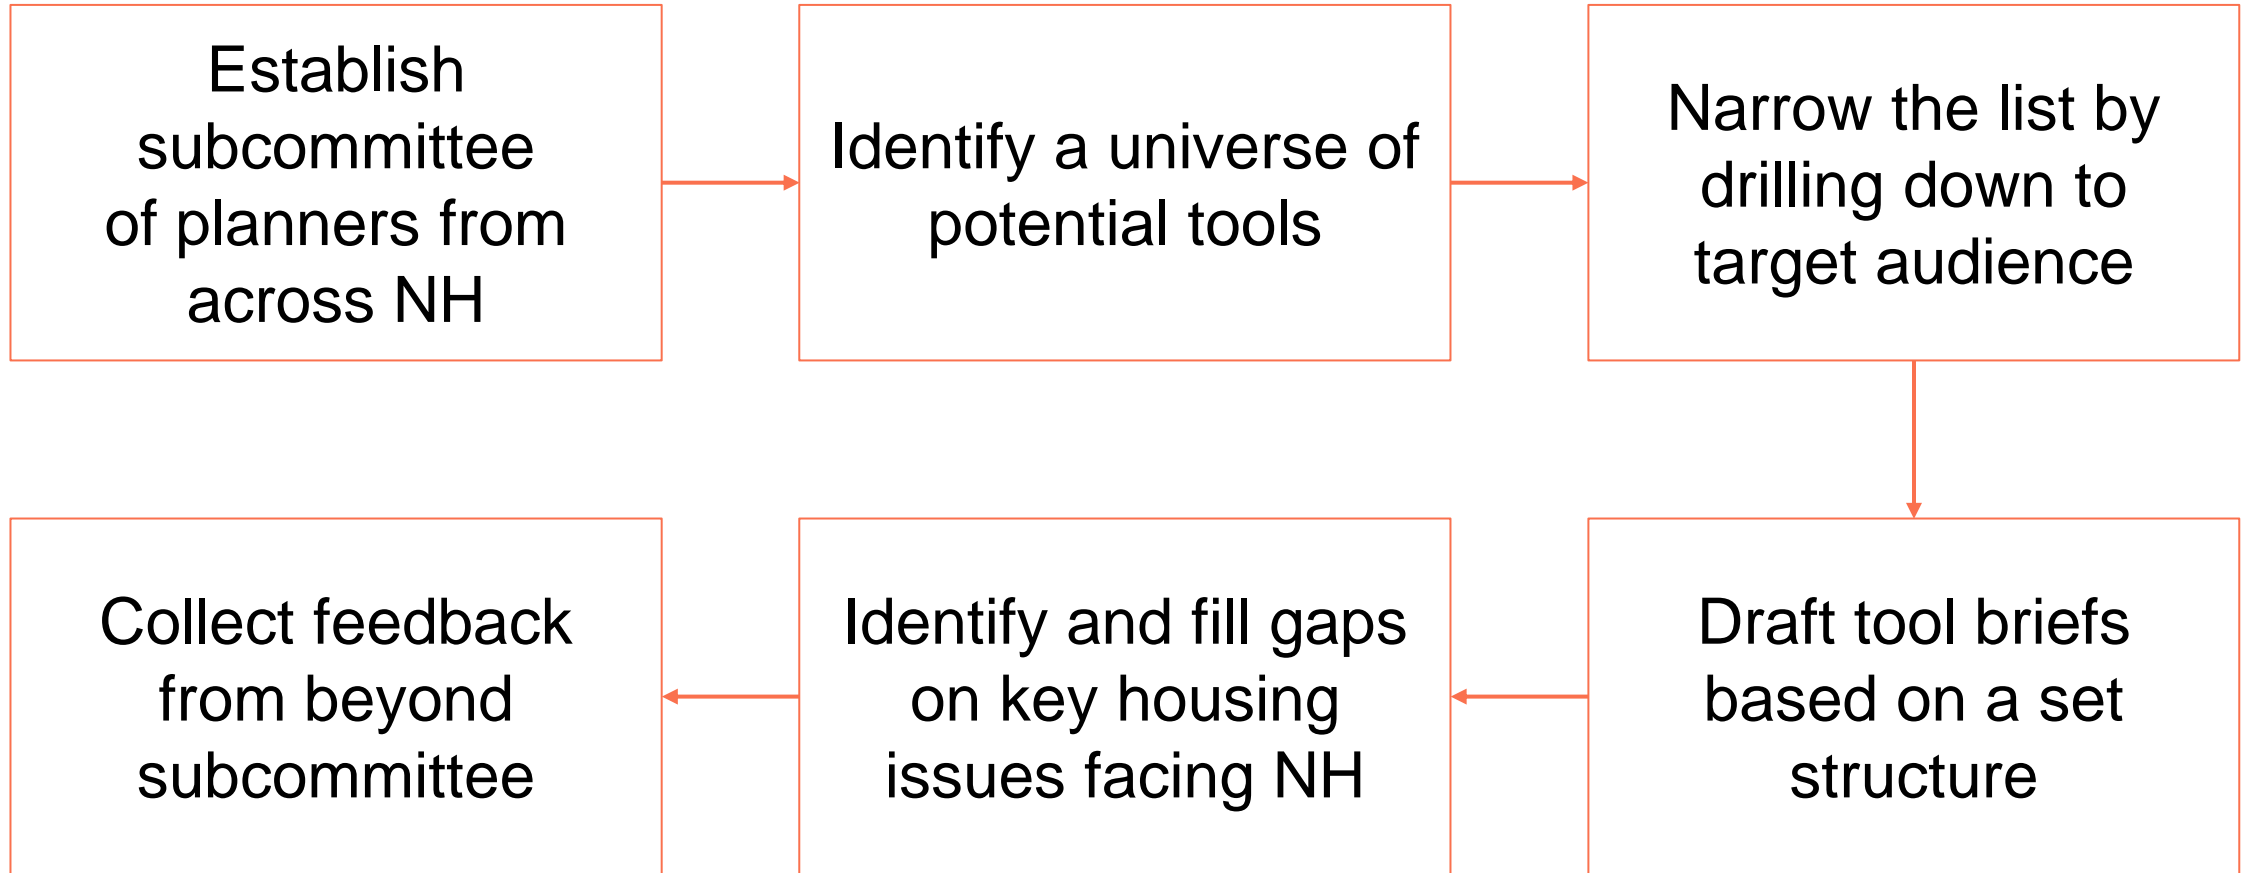 Establish
subcommittee
of planners from
across NH
Identify a universe of
potential tools
Narrow the list by
drilling down to
target audience
Draft tool briefs
based on a set
structure
Identify and fill gaps
on key housing
issues facing NH
Collect feedback
from beyond
subcommittee